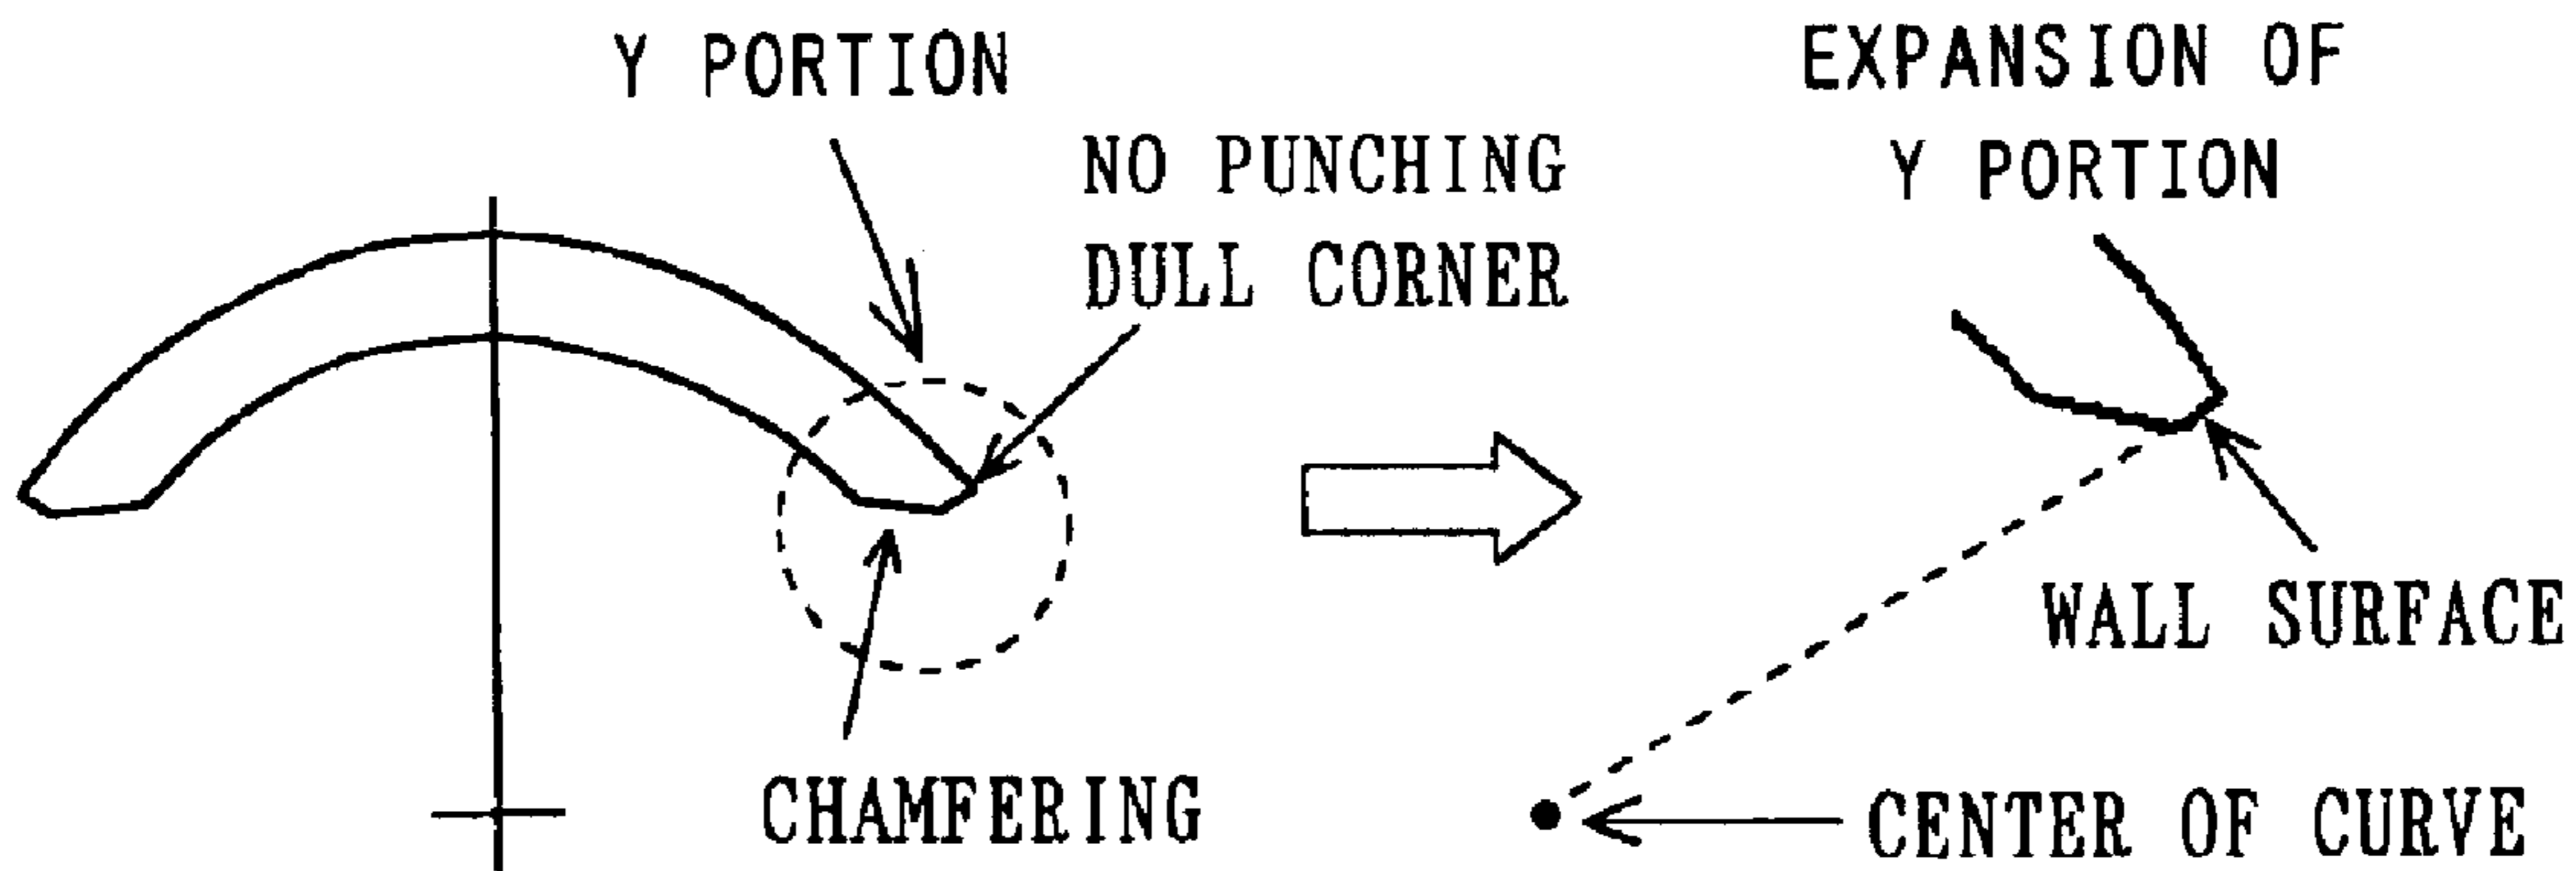 Y PORTION
NO PUNCHING
DULL CORNER
CHAMFERING
EXPANSION OF
Y PORTION
WALL SURFACE
CENTER OF CURVE